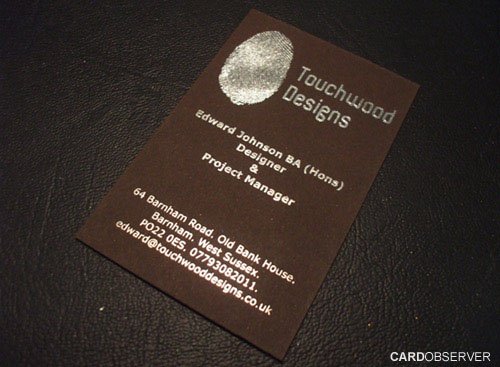 Touchwood
Designs
Edward Johnson BA (Hons)
Designer
&
Project Manager
64 Barnham Road, Old Bank House,
Barnham, West Sussex.
PO22 0ES. 07793082011.
edward@touchwooddesigns.co.uk
CARDOBSERVER